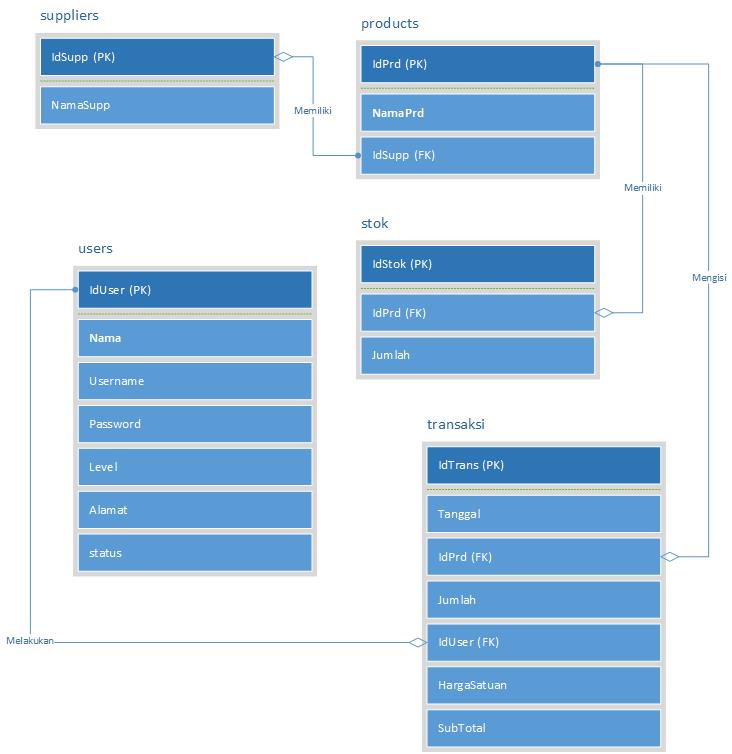 suppliers
IdSupp (PK)
NamaSupp
Memiliki
products
IdPrd (PK)
NamaPrd
IdSupp (FK)
Memiliki
Mengisi
stok
IdStok (PK)
IdPrd (FK)
Jumlah
users
IdUser (PK)
Nama
Username
Password
Level
Alamat
status
Melakukan
transaksi
IdTrans (PK)
Tanggal
IdPrd (FK)
Jumlah
IdUser (FK)
HargaSatuan
SubTotal